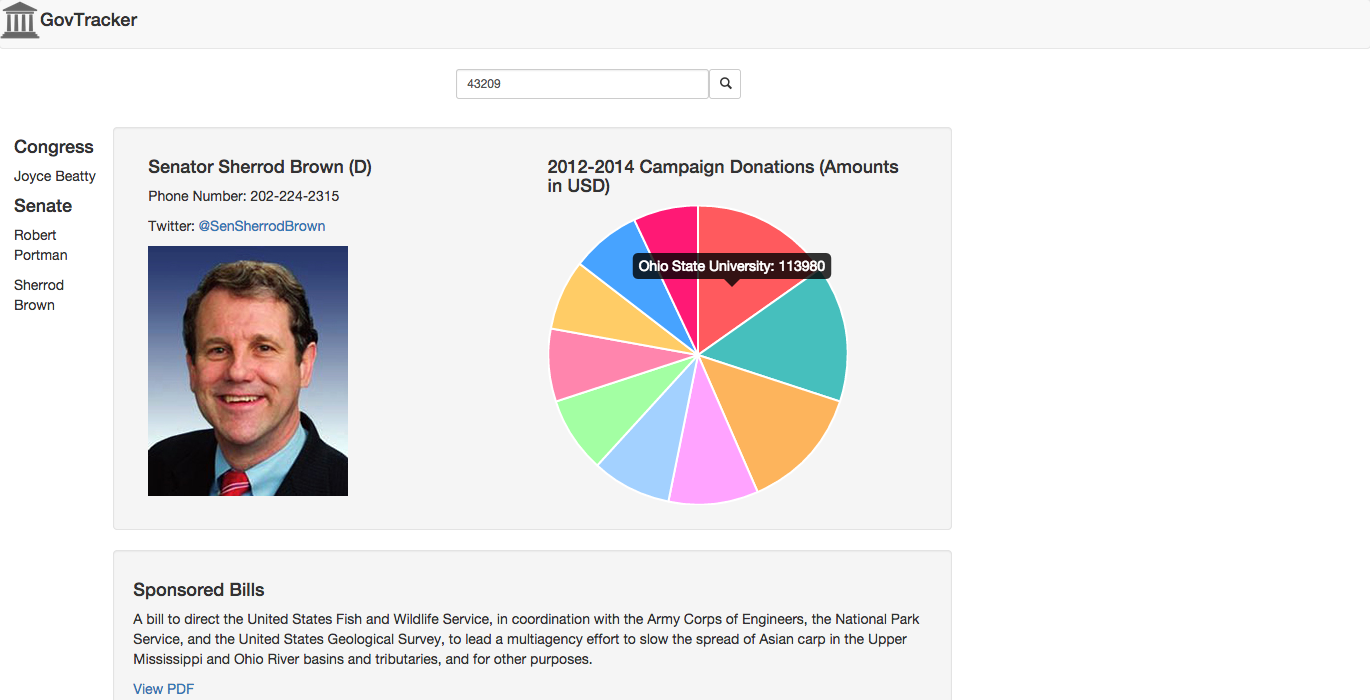 GovTracker
43209
Congress
Joyce Beatty
Senate
Robert
Portman
Sherrod
Brown
Senator Sherrod Brown (D)
Phone Number: 202-224-2315
Twitter: @SenSherrodBrown
2012-2014 Campaign Donations (Amounts
in USD)
Ohio State University: 113980
Sponsored Bills
A bill to direct the United States Fish and Wildlife Service, in coordination with the Army Corps of Engineers, the National Park
Service, and the United States Geological Survey, to lead a multiagency effort to slow the spread of Asian carp in the Upper
Mississippi and Ohio River basins and tributaries, and for other purposes.
View PDF